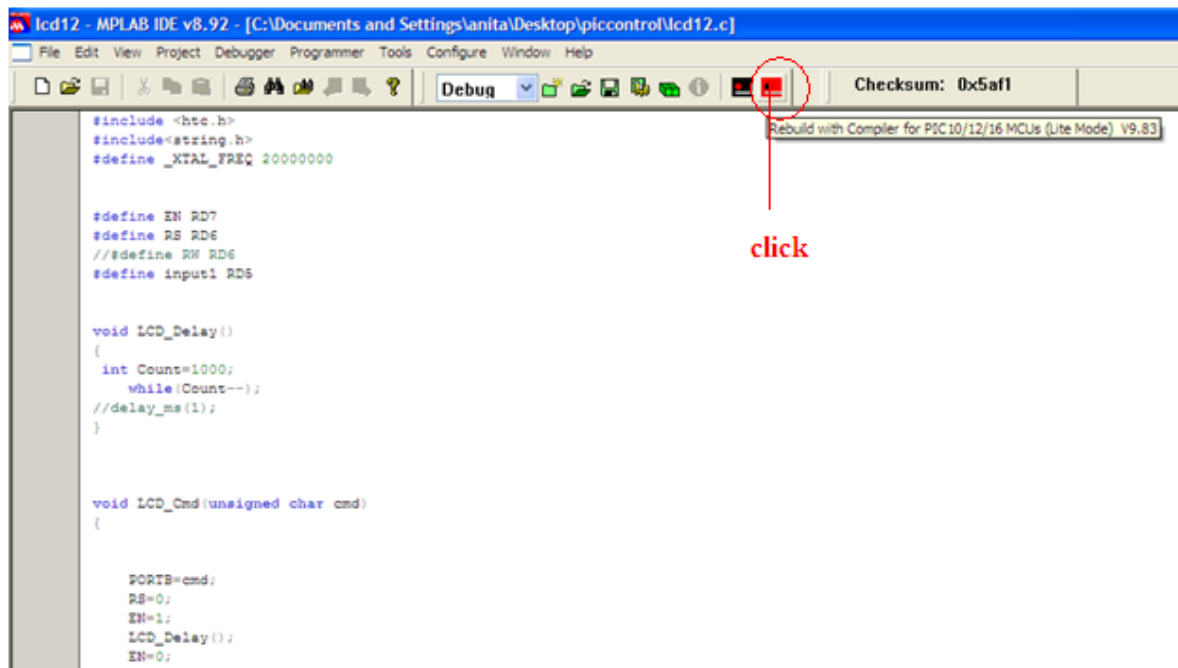 lcd12 - MPLAB IDE v8.92 - [C:\Documents and Settings\anita\Desktop\piccontrol\lcd12.c]
File Edit View Project Debugger Programmer Tools Configure Window Help
Debug
Checksum: 0x5af1
Rebuild with Compiler for PIC10/12/16 MCUs (Lite Mode) V9.83
click
#include <htc.h>
#include<string.h>
#define _XTAL_FREQ 20000000
#define EN RD7
#define RS RD6
//#define RW RD6
#define input1 RD5
void LCD_Delay()
{
int Count=1000;
while(Count--);
//delay_ms(1);
}
void LCD_Cmd(unsigned char cmd)
{
PORTB=cmd;
RS=0;
EN=1;
LCD_Delay();
EN=0;